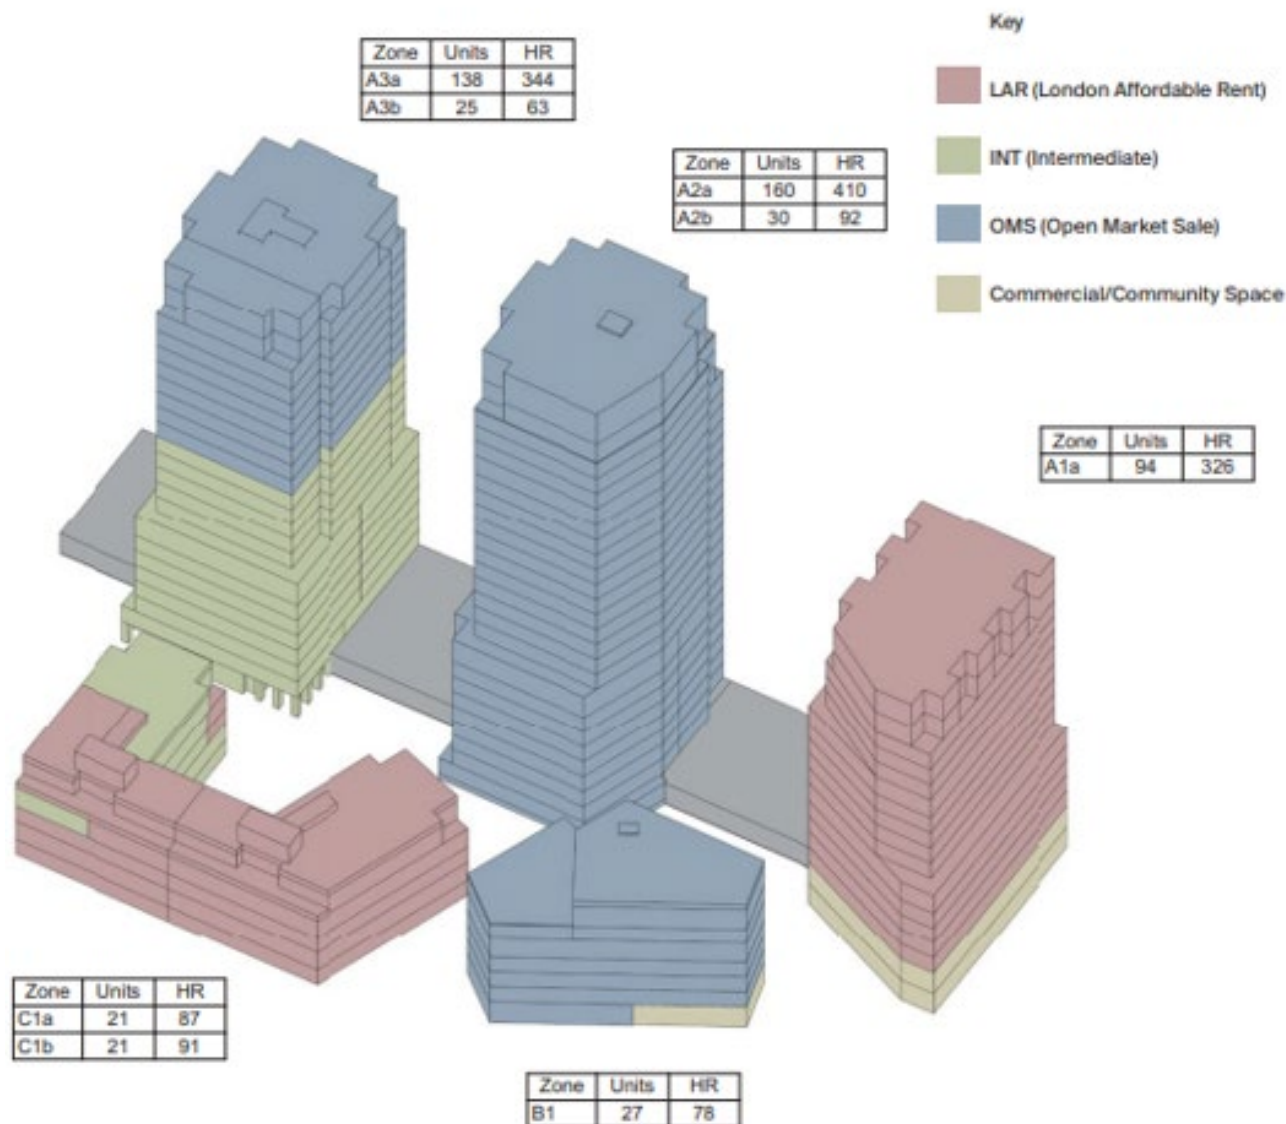 Key
LAR (London Affordable Rent)
INT (Intermediate)
OMS (Open Market Sale)
Commercial/Community Space
Zone Units HR
A3a 138 344
A3b 25 63
Zone Units HR
A2a 160 410
A2b 30 92
Zone Units HR
A1a 94 326
Zone Units HR
C1a 21 87
C1b 21 91
Zone Units HR
B1 27 78